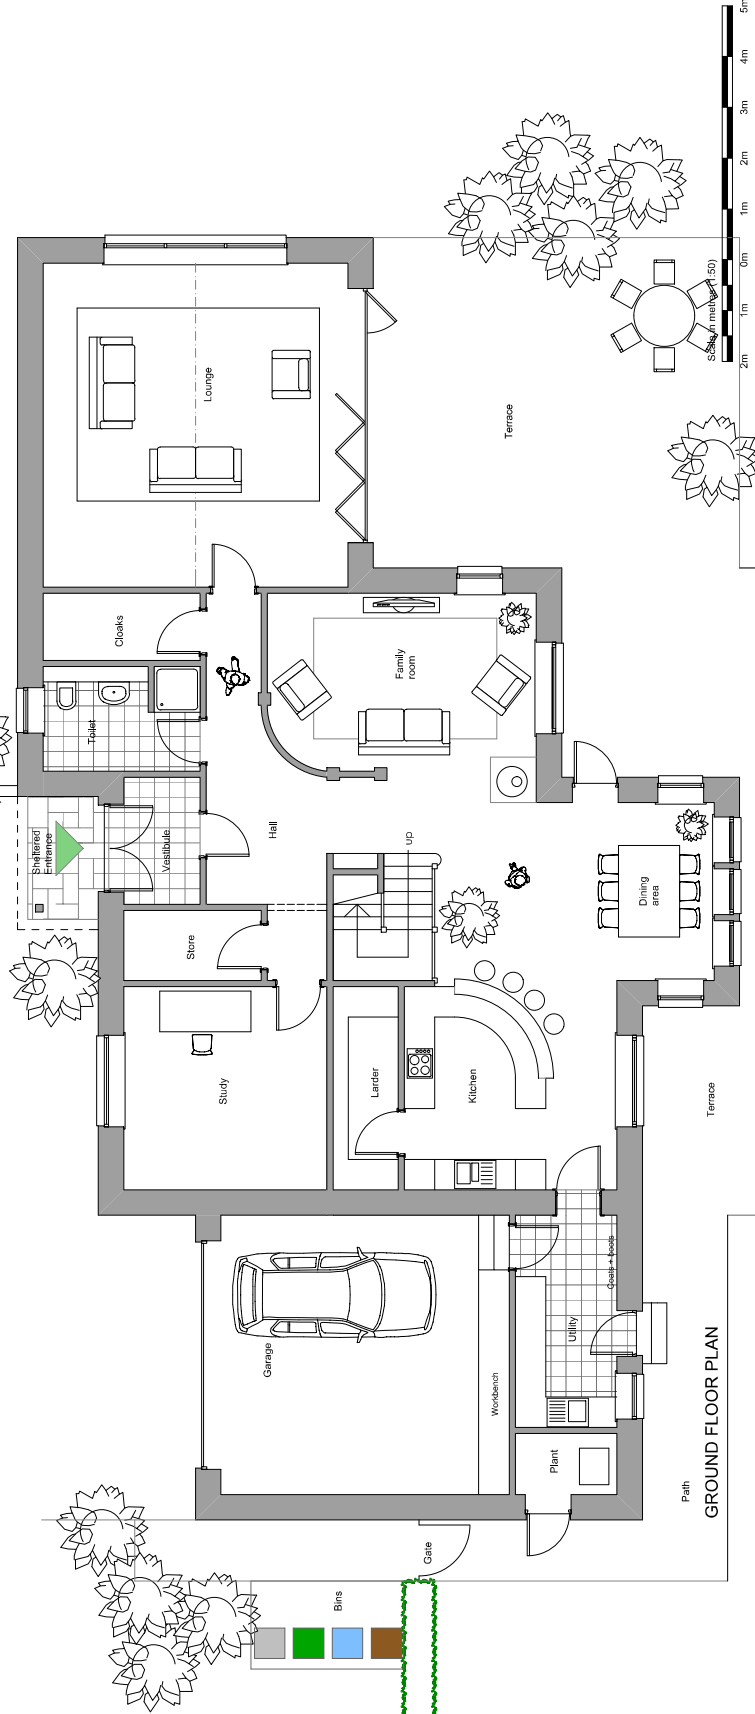 5m
4m
3m
2m
1m
0m
1m
2m
Scale in metres (1:50)
Lounge
Terrace
Cloaks
Family
room
Toilet
Sheltered
Entrance
Vestibule
Hall
up
Dining
area
Store
Study
Larder
Kitchen
Terrace
Coats + boots
Utility
Garage
Workbench
Plant
Path
GROUND FLOOR PLAN
Gate
Bins